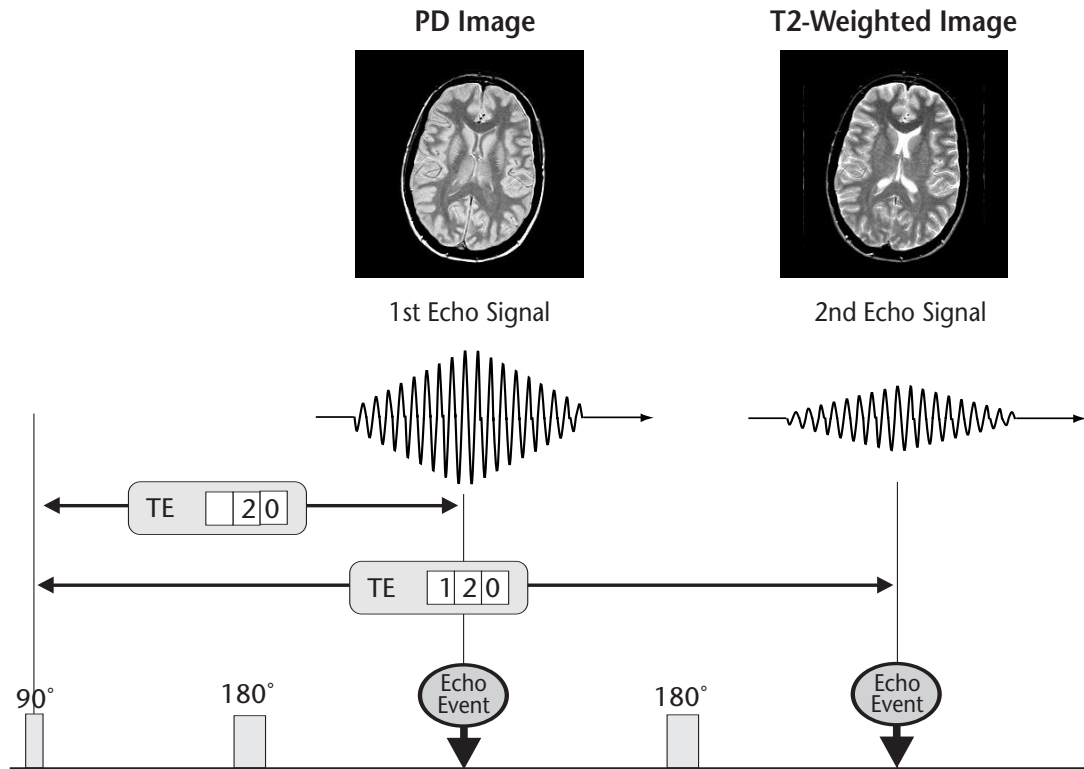 PD Image
T2-Weighted Image
1st Echo Signal
2nd Echo Signal
TE 20
TE 120
90°
180°
Echo
Event
180°
Echo
Event